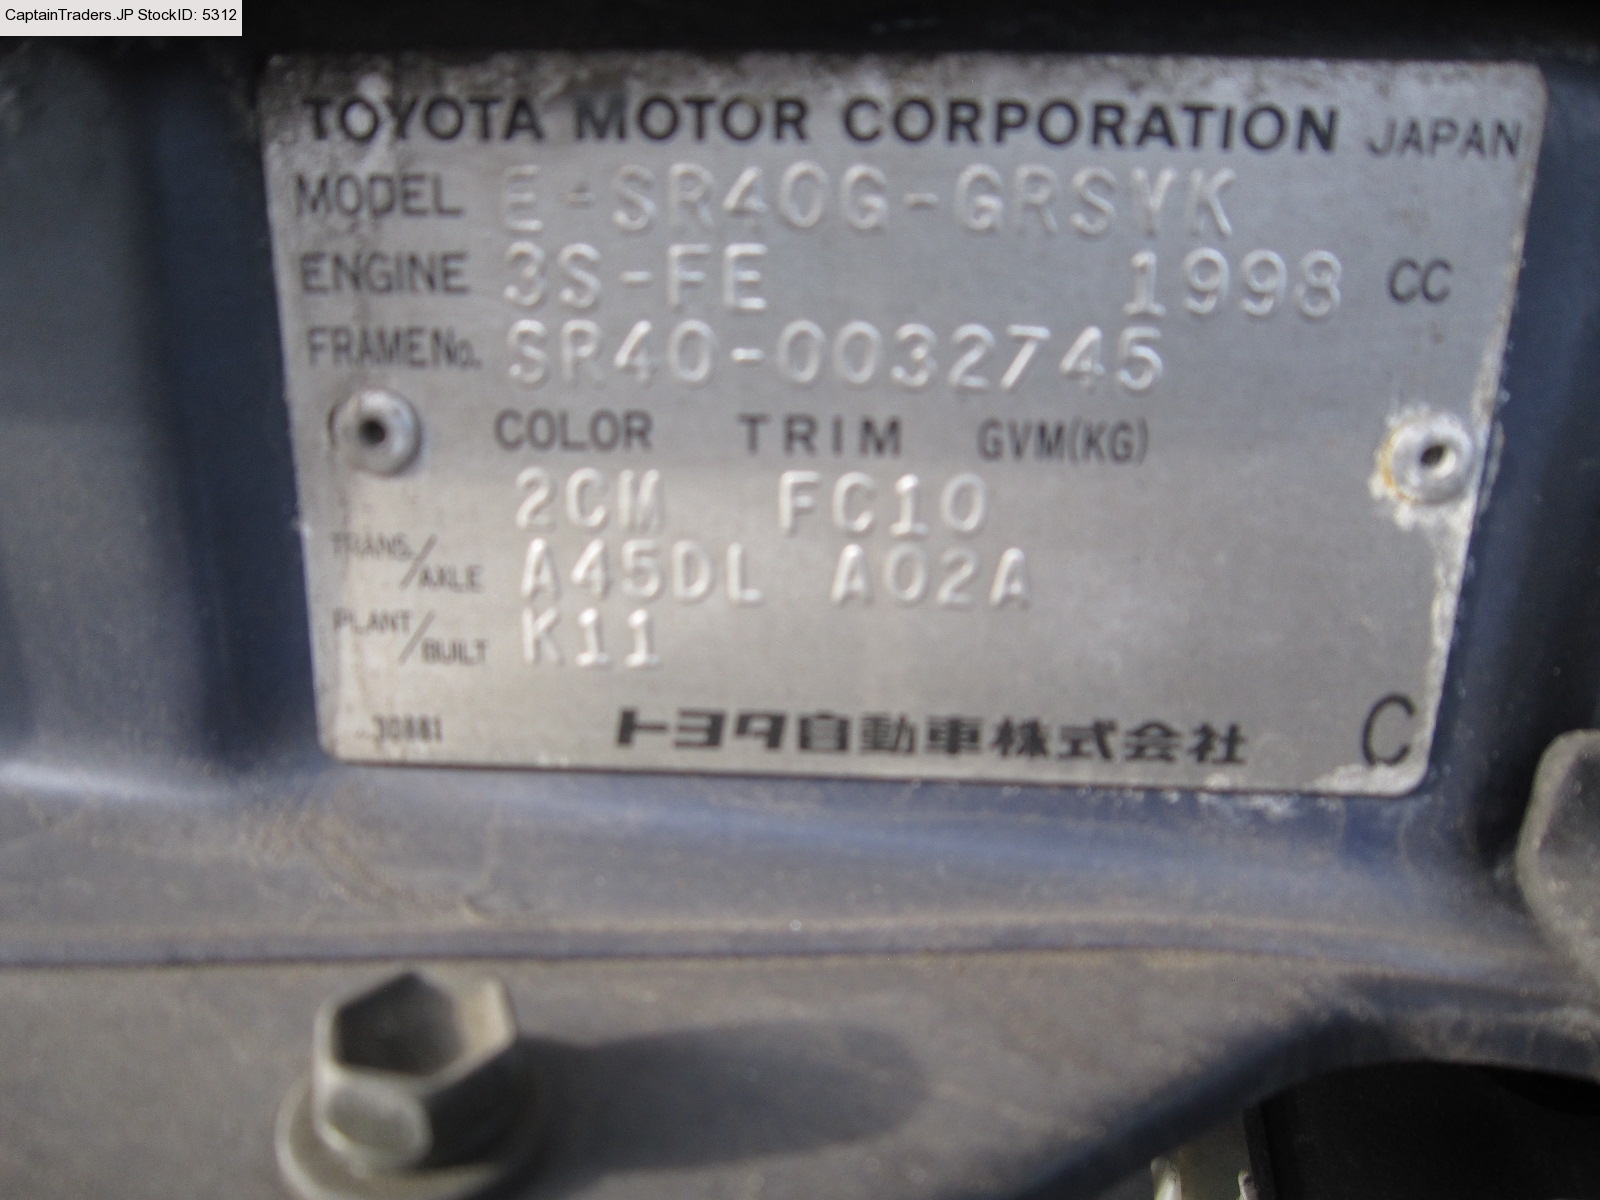 CaptainTraders.JP StockID: 5312
TOYOTA MOTOR CORPORATION JAPAN
MODEL E-SR40G-GRSVK
ENGINE 3S-FE 1998 CC
FRAME No. SR40-0032745
COLOR TRIM GVM(KG)
2CM FC10
TRANS./AXLE A45DL A02A
PLANT/BUILT K11
30881
トヨタ自動車株式会社 C